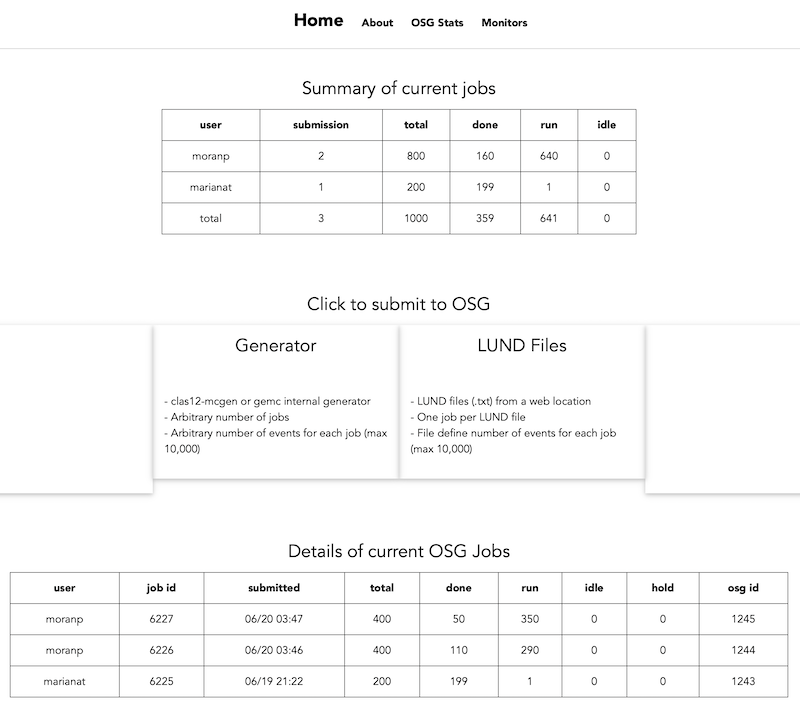 Home About OSG Stats Monitors
Summary of current jobs
user submission total done run idle
moranp 2 800 160 640 0
marianat 1 200 199 1 0
total 3 1000 359 641 0
Click to submit to OSG
Generator
- clas12-mcgen or gemc internal generator
- Arbitrary number of jobs
- Arbitrary number of events for each job (max
10,000)
LUND Files
- LUND files (.txt) from a web location
- One job per LUND file
- File define number of events for each job
(max 10,000)
Details of current OSG Jobs
user job id submitted total done run idle hold osg id
moranp 6227 06/20 03:47 400 50 350 0 0 1245
moranp 6226 06/20 03:46 400 110 290 0 0 1244
marianat 6225 06/19 21:22 200 199 1 0 0 1243